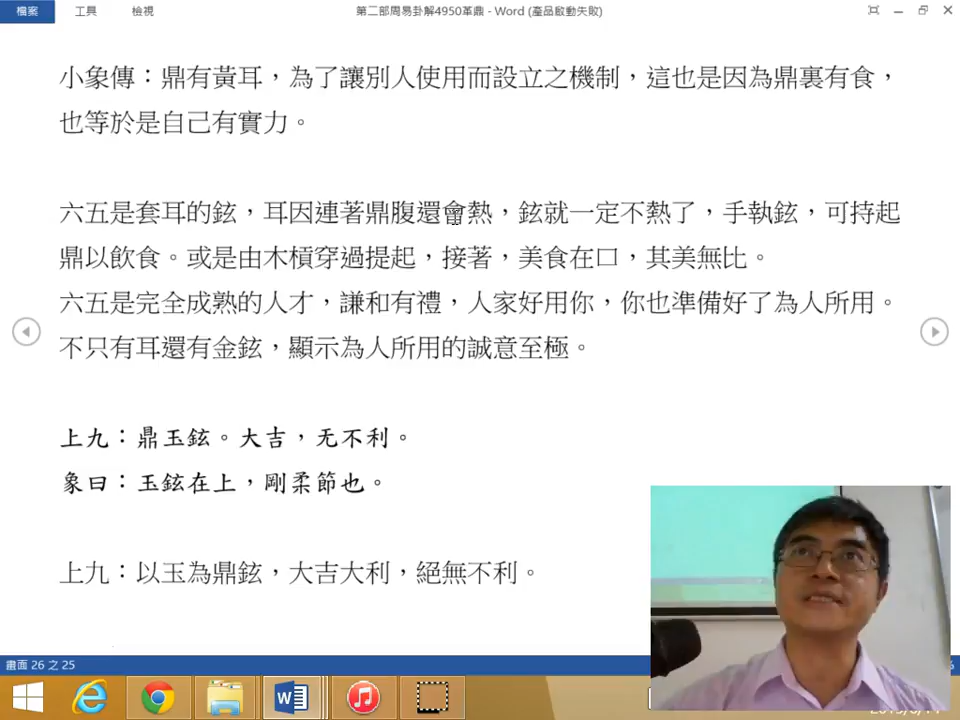 檔案 工具 檢視 第二部周易卦解4950革鼎 - Word (產品啟動失敗)
小象傳：鼎有黃耳，為了讓別人使用而設立之機制，這也是因為鼎裏有食，
也等於是自己有實力。
六五是套耳的鉉，耳因連著鼎腹還會熱，鉉就一定不熱了，手執鉉，可持起
鼎以飲食。或是由木槓穿過提起，接著，美食在口，其美無比。
六五是完全成熟的人才，謙和有禮，人家好用你，你也準備好了為人所用。
不只有耳還有金鉉，顯示為人所用的誠意至極。
上九：鼎玉鉉。大吉，无不利。
象曰：玉鉉在上，剛柔節也。
上九：以玉為鼎鉉，大吉大利，絕無不利。
畫面 26 之 25